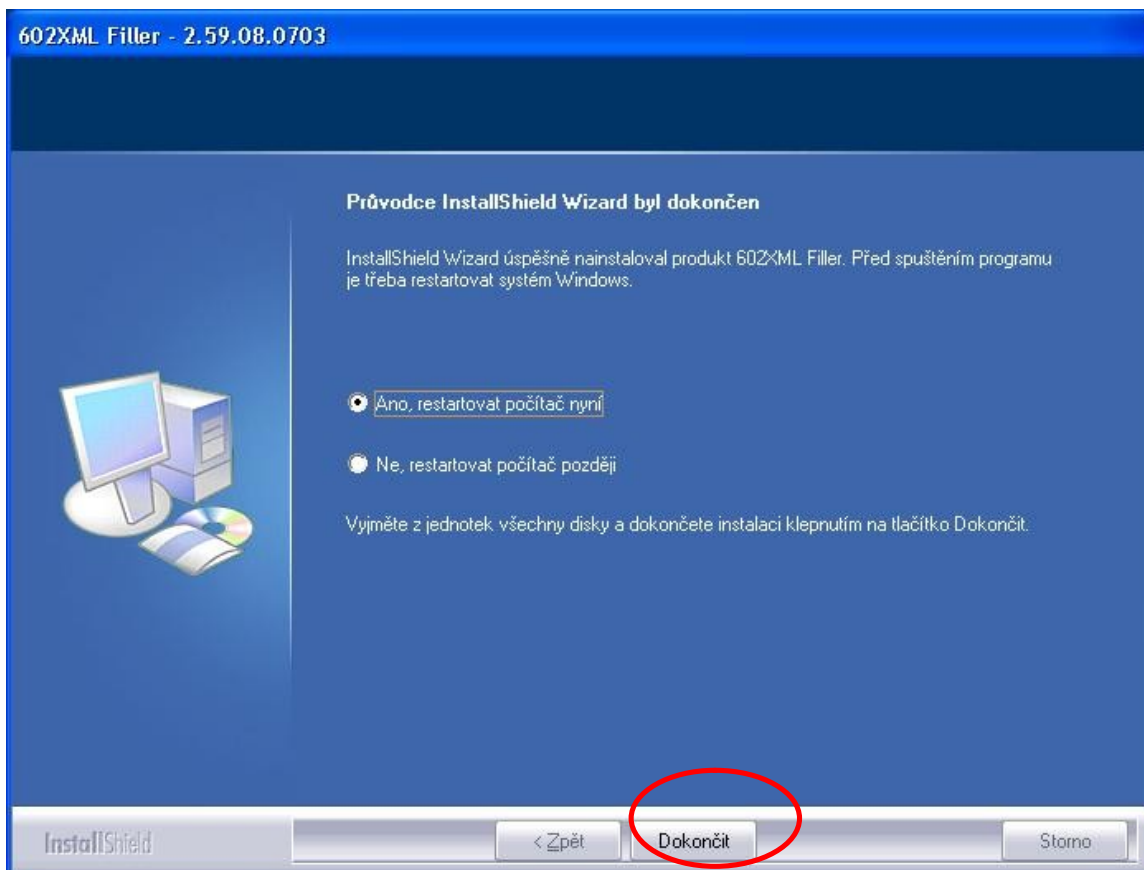 602XML Filler - 2.59.08.0703
Průvodce InstallShield Wizard byl dokončen
InstallShield Wizard úspěšně nainstaloval produkt 602XML Filler. Před spuštěním programu
je třeba restartovat systém Windows.
Ano, restartovat počítač nyní
Ne, restartovat počítač později
Vyjměte z jednotek všechny disky a dokončete instalaci klepnutím na tlačítko Dokončit.
InstallShield
< Zpět
Dokončit
Storno